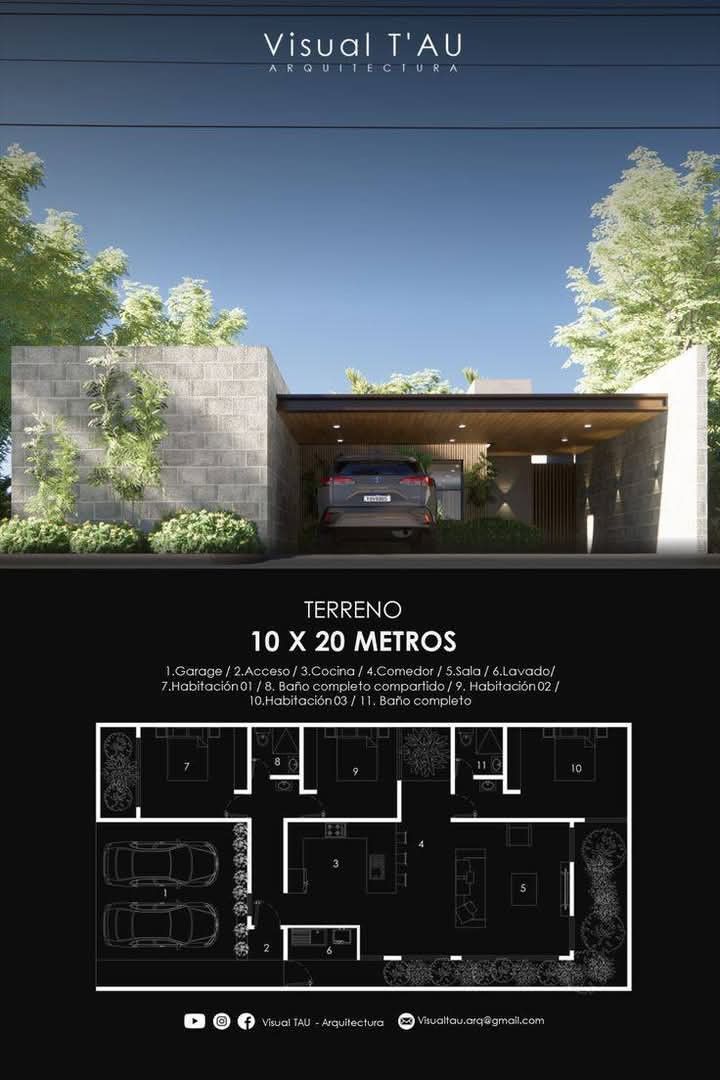 Visual T'AU
ARQUITECTURA
TERRENO
10 X 20 METROS
1.Garage / 2.Acceso / 3.Cocina / 4.Comedor / 5.Sala / 6.Lavado/
7.Habitación 01 / 8. Baño completo compartido / 9. Habitación 02 /
10.Habitación 03 / 11. Baño completo
7
8
9
11
10
3
4
1
5
2
6
Visual TAU - Arquitectura
Visualtau.arq@gmail.com